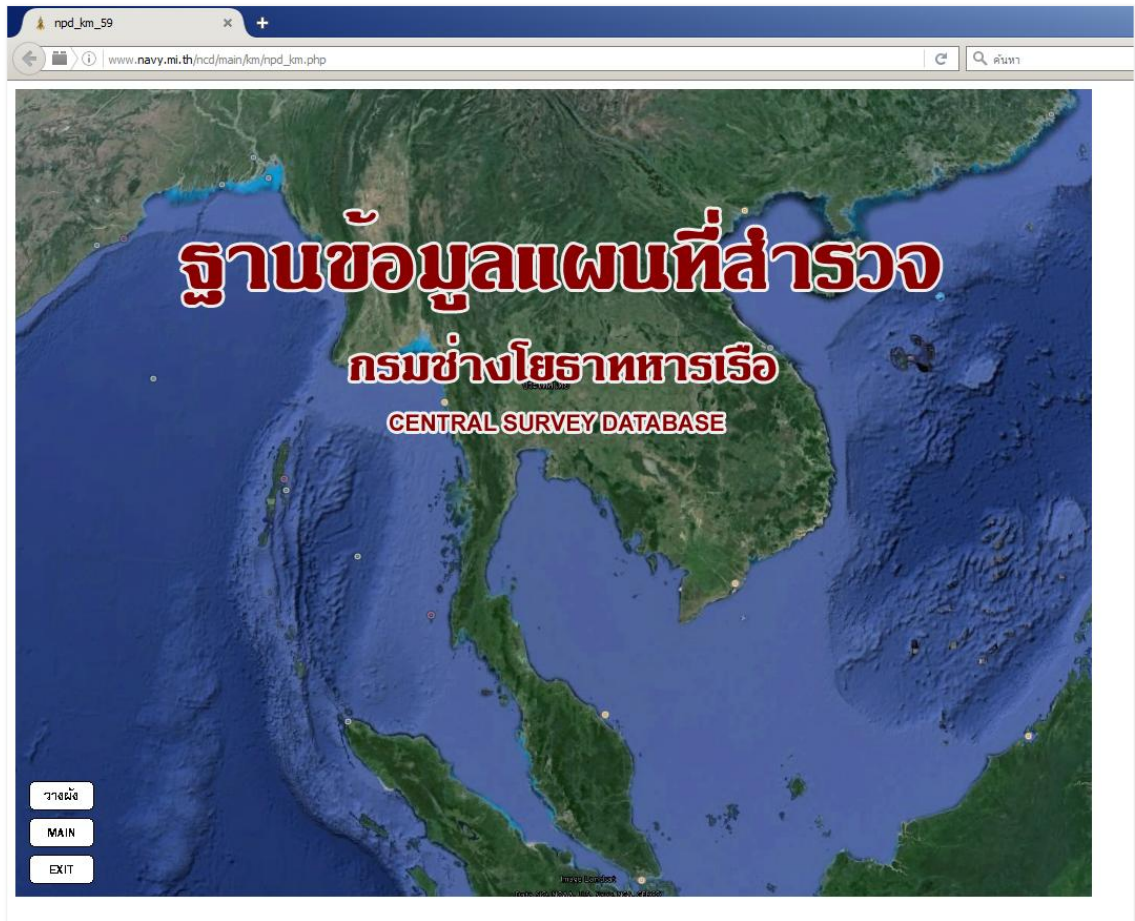 npd_km_59
www.navy.mi.th/ncd/main/km/npd_km.php
ค้นหา
ฐานข้อมูลแผนที่สำรวจ
กรมช่างโยธาทหารเรือ
CENTRAL SURVEY DATABASE
วางผัง
MAIN
EXIT
Image Landsat